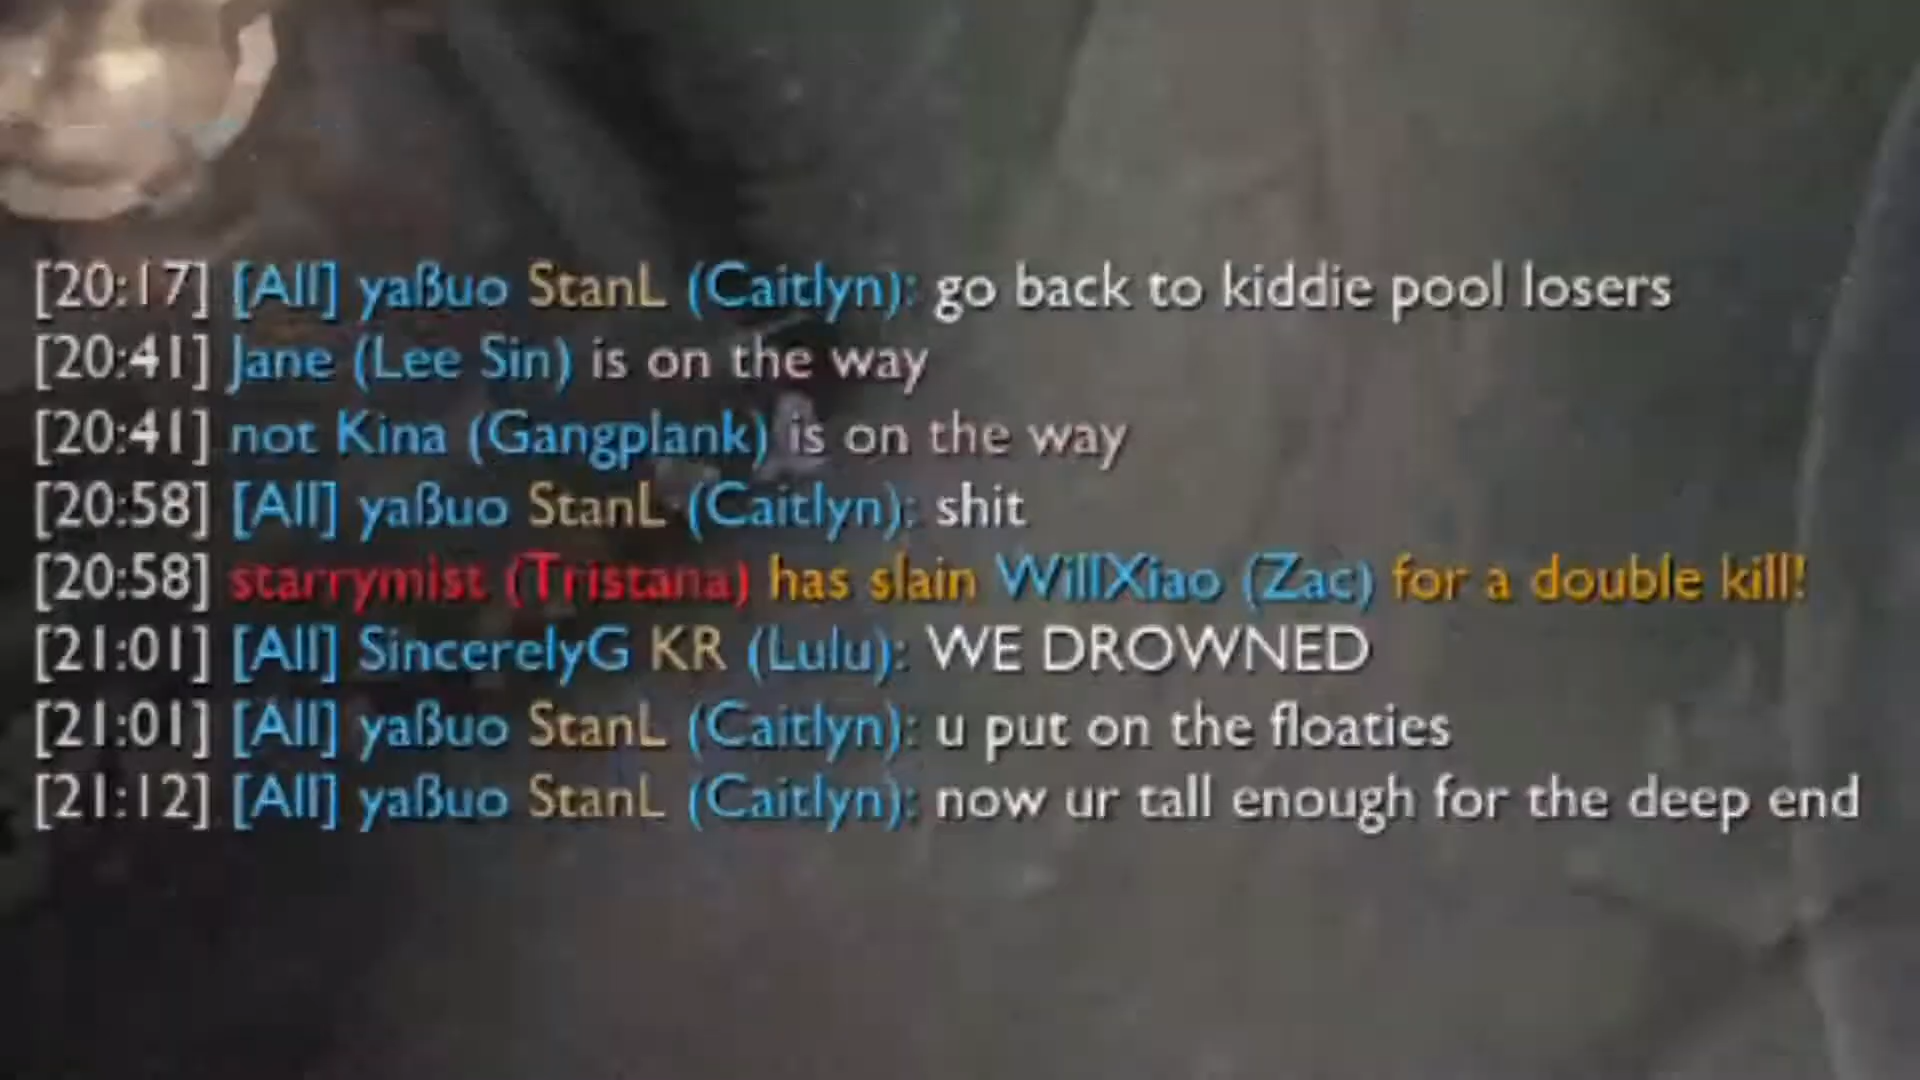 [20:17] [All] yaßuo StanL (Caitlyn): go back to kiddie pool losers
[20:41] Jane (Lee Sin) is on the way
[20:41] not Kina (Gangplank) is on the way
[20:58] [All] yaßuo StanL (Caitlyn): shit
[20:58] starrymist (Tristana) has slain WillXiao (Zac) for a double kill!
[21:01] [All] SincerelyG KR (Lulu): WE DROWNED
[21:01] [All] yaßuo StanL (Caitlyn): u put on the floaties
[21:12] [All] yaßuo StanL (Caitlyn): now ur tall enough for the deep end